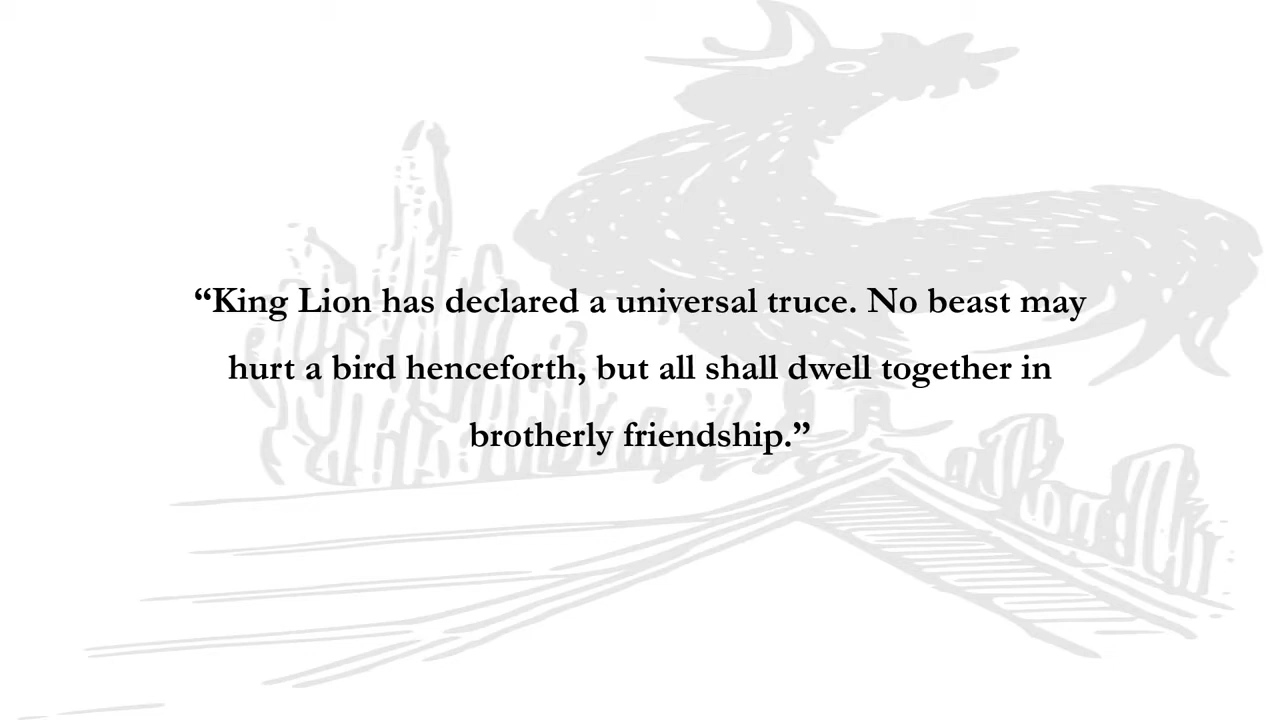 “King Lion has declared a universal truce. No beast may
hurt a bird henceforth, but all shall dwell together in
brotherly friendship.”